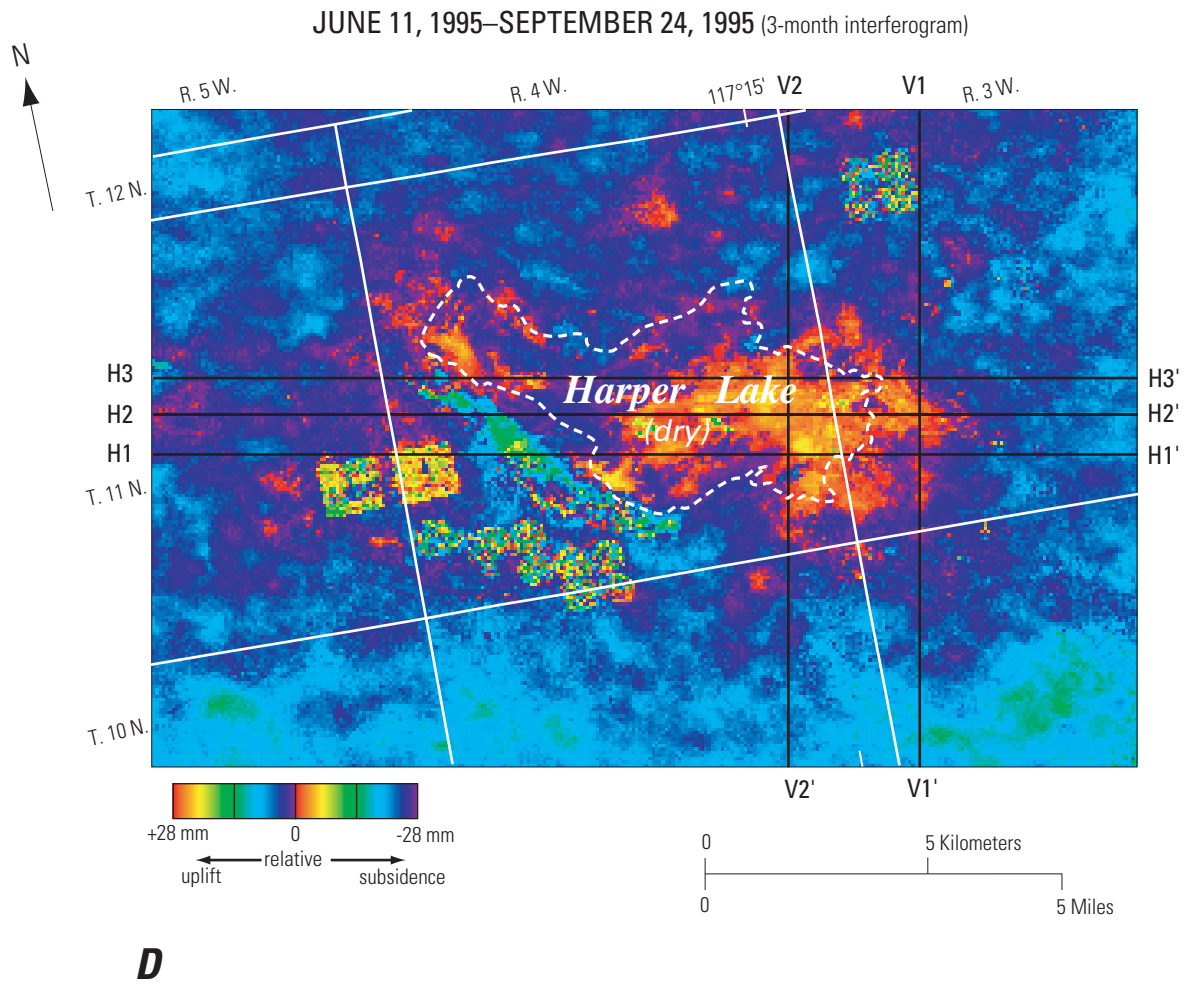 JUNE 11, 1995–SEPTEMBER 24, 1995 (3-month interferogram)
N
R. 5 W.
R. 4 W.
117°15'
V2
V1
R. 3 W.
T. 12 N.
H3
H3'
Harper Lake
H2
H2'
(dry)
H1
H1'
T. 11 N.
T. 10 N.
V2'
V1'
+28 mm
0
-28 mm
relative
uplift
subsidence
0
5 Kilometers
0
5 Miles
D